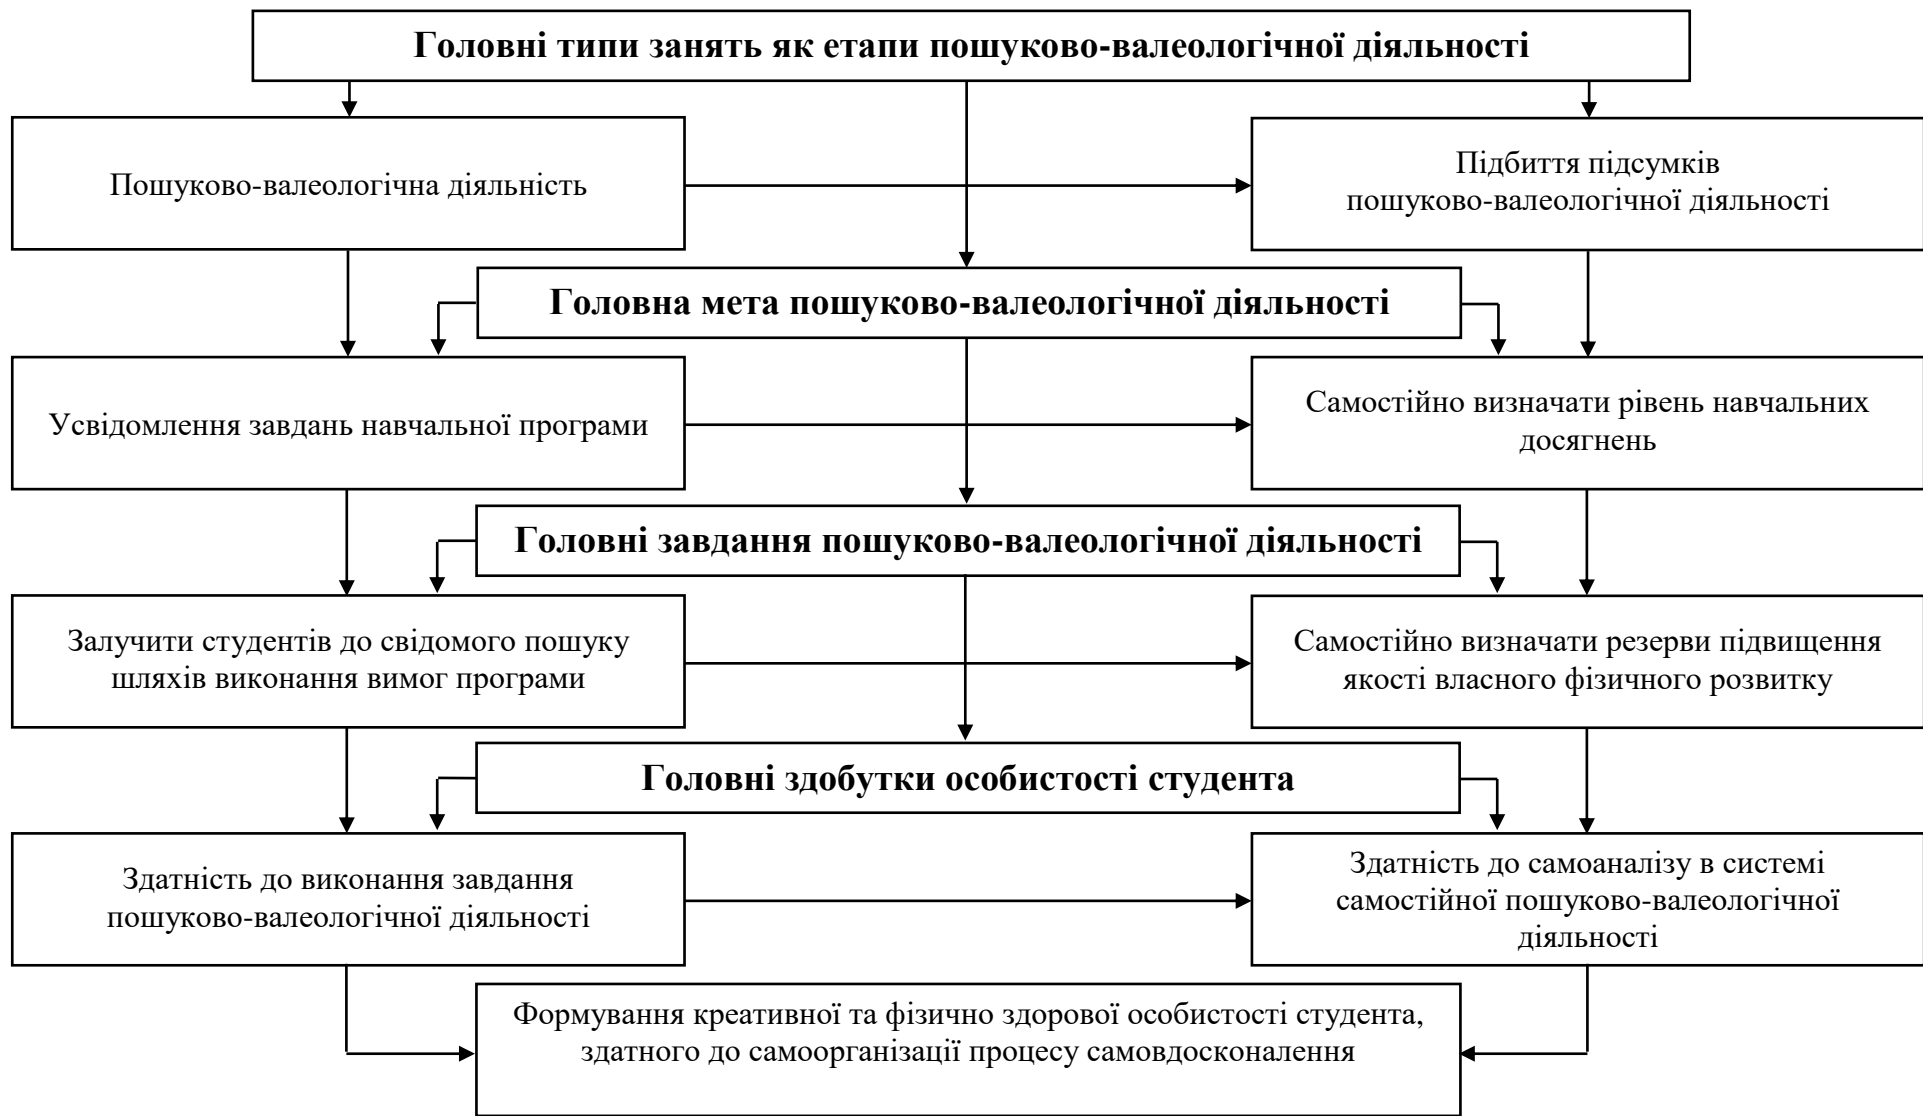 Головні типи занять як етапи пошуково-валеологічної діяльності
Пошуково-валеологічна діяльність
Підбиття підсумків
пошуково-валеологічної діяльності
Головна мета пошуково-валеологічної діяльності
Усвідомлення завдань навчальної програми
Самостійно визначати рівень навчальних
досягнень
Головні завдання пошуково-валеологічної діяльності
Залучити студентів до свідомого пошуку
шляхів виконання вимог програми
Самостійно визначати резерви підвищення
якості власного фізичного розвитку
Головні здобутки особистості студента
Здатність до виконання завдання
пошуково-валеологічної діяльності
Здатність до самоаналізу в системі
самостійної пошуково-валеологічної
діяльності
Формування креативної та фізично здорової особистості студента,
здатного до самоорганізації процесу самовдосконалення